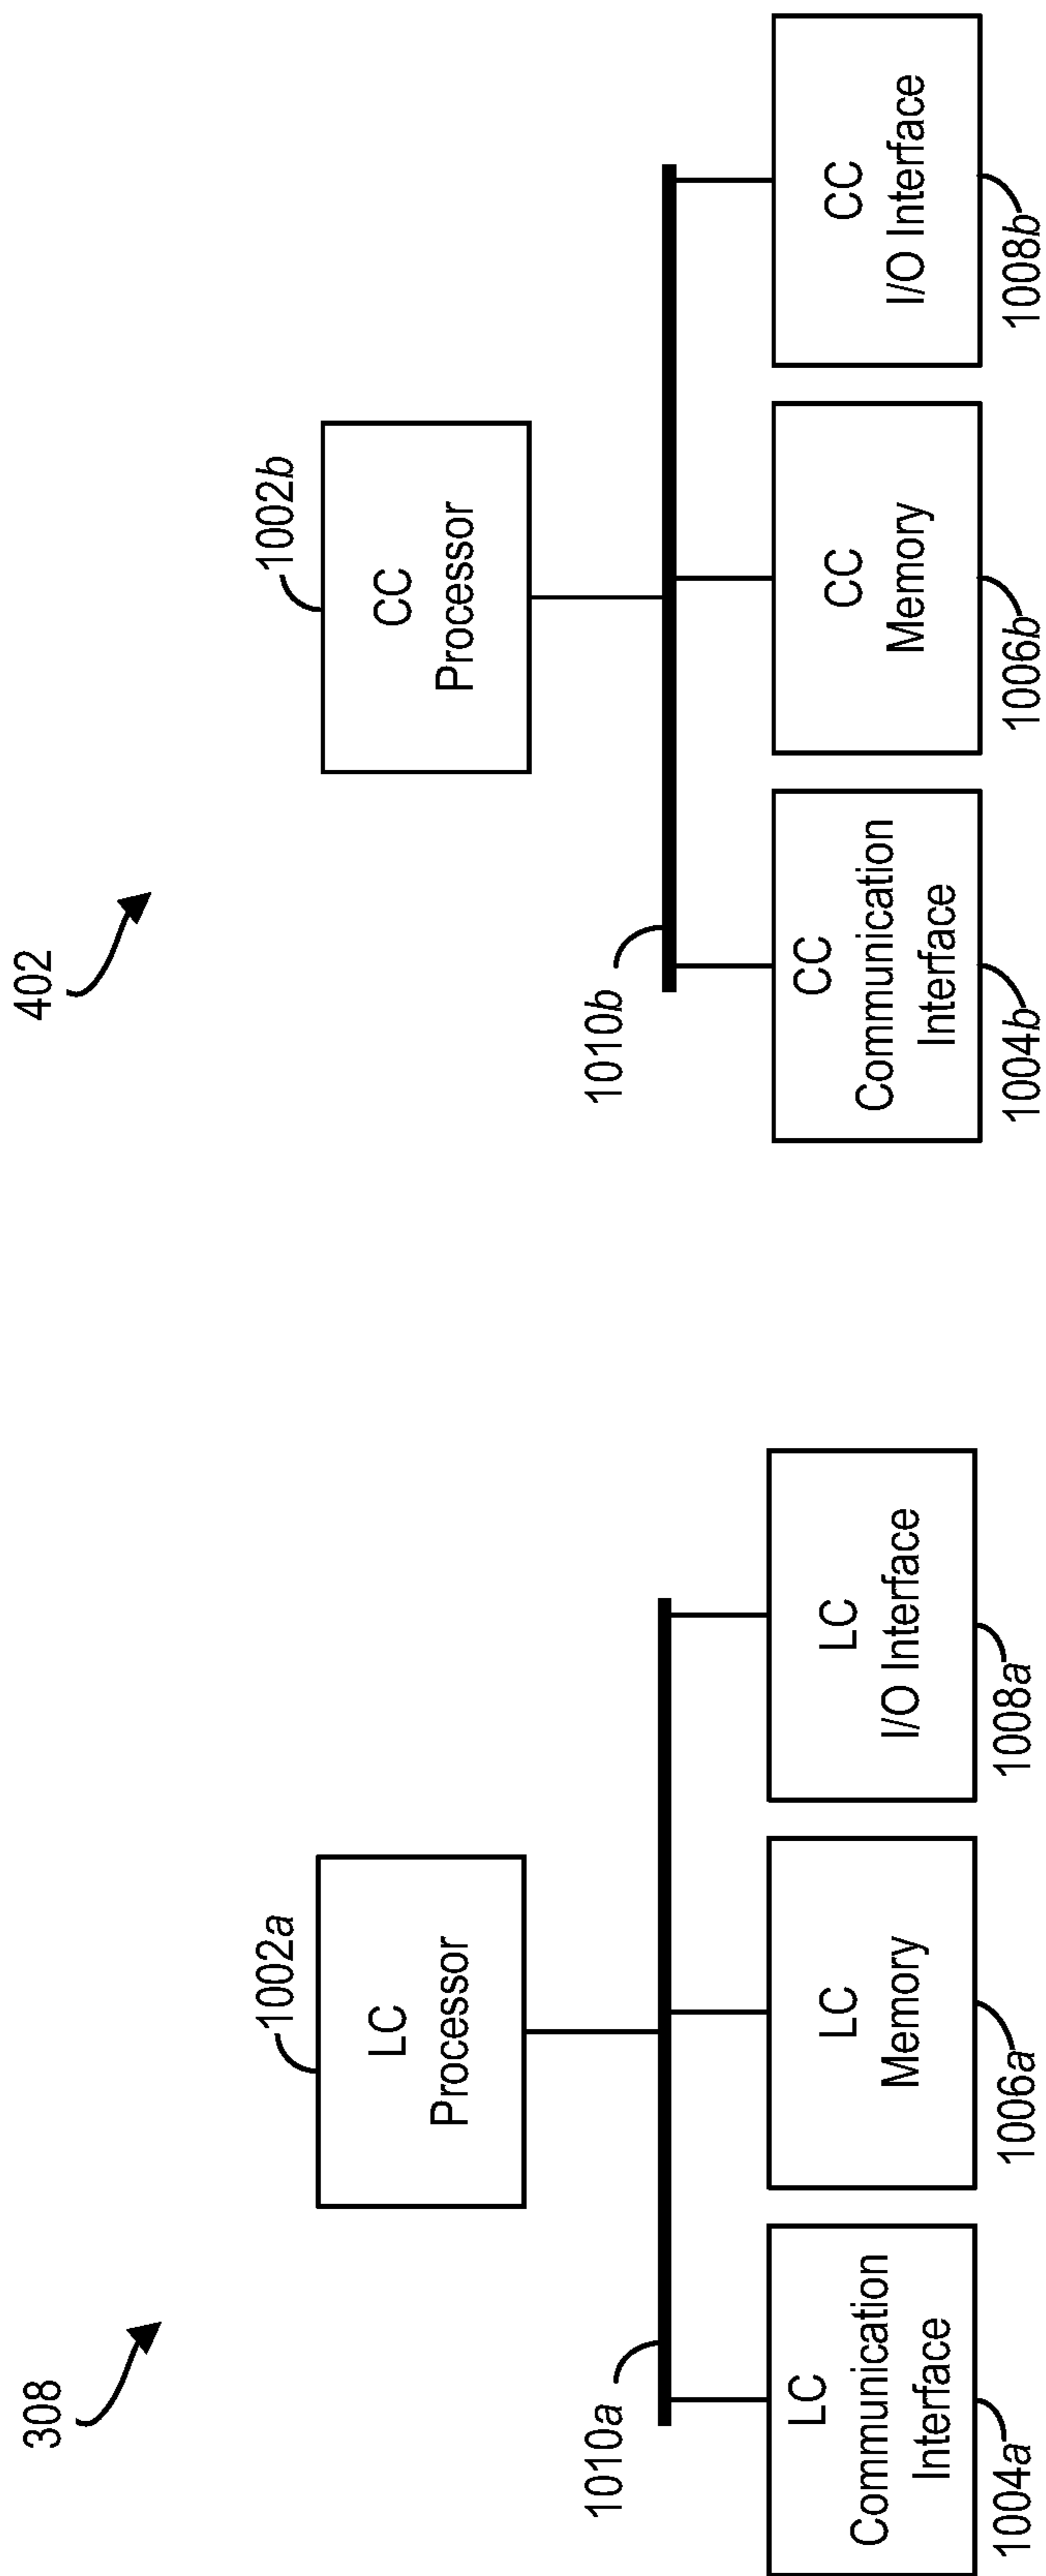 308
LC
Processor
1002a
1010a
LC
Communication
Interface
1004a
LC
Memory
1006a
LC
I/O Interface
1008a
402
CC
Processor
1002b
1010b
CC
Communication
Interface
1004b
CC
Memory
1006b
CC
I/O Interface
1008b